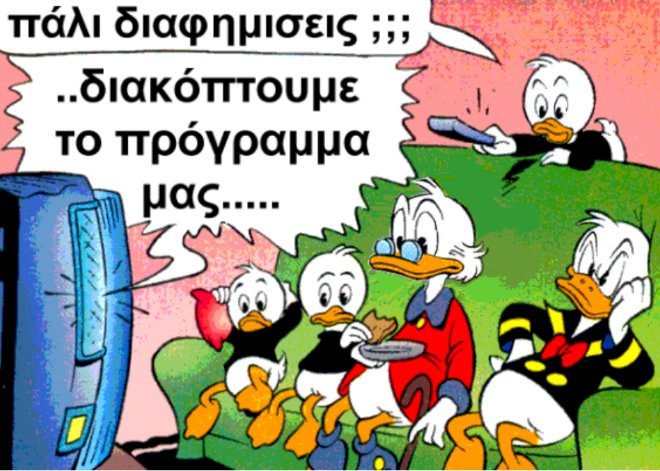 πάλι διαφημισεις ;;;
..διακόπτουμε
το πρόγραμμα
μας.....